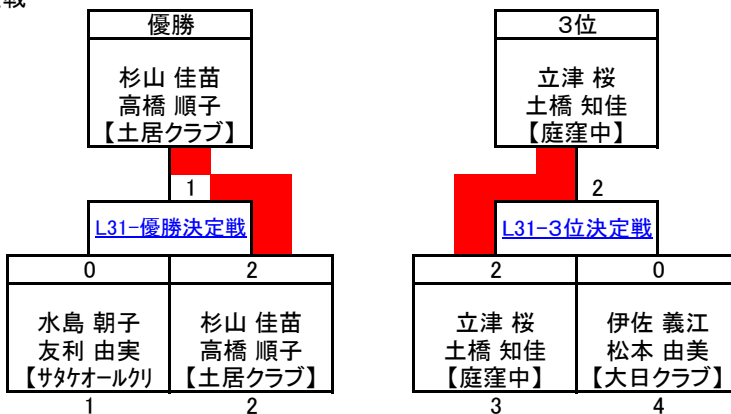 優勝
杉山 佳苗
高橋 順子
【土居クラブ】
1
L31-優勝決定戦
0 2
水島 朝子
友利 由実
【サタケオールクリ
杉山 佳苗
高橋 順子
【土居クラブ】
1 2
3位
立津 桜
土橋 知佳
【庭窪中】
2
L31-3位決定戦
2 0
立津 桜
土橋 知佳
【庭窪中】
伊佐 義江
松本 由美
【大日クラブ】
3 4